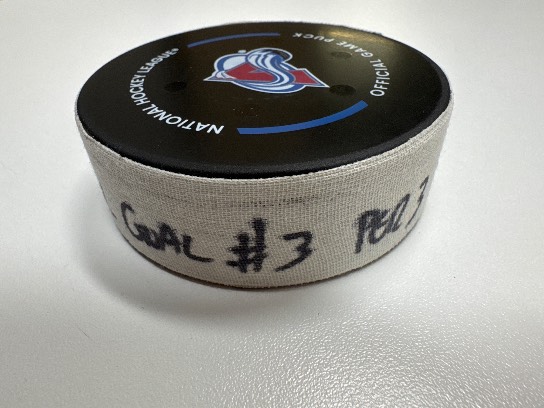 NATIONAL HOCKEY LEAGUE®
OFFICIAL GAME PUCK
GOAL #3 PER 3